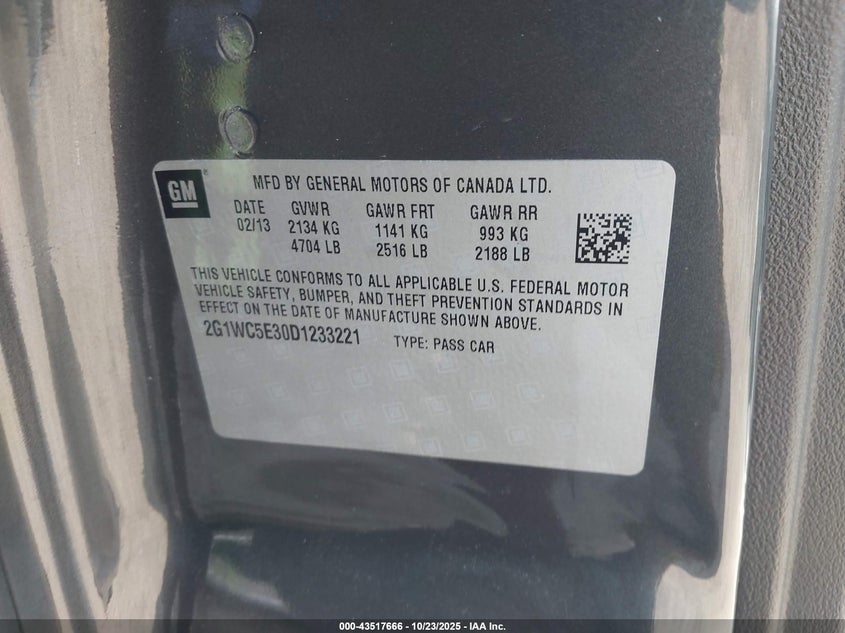 GM
MFD BY GENERAL MOTORS OF CANADA LTD.
DATE GVWR GAWR FRT GAWR RR
02/13 2134 KG 1141 KG 993 KG
4704 LB 2516 LB 2188 LB
THIS VEHICLE CONFORMS TO ALL APPLICABLE U.S. FEDERAL MOTOR
VEHICLE SAFETY, BUMPER, AND THEFT PREVENTION STANDARDS IN
EFFECT ON THE DATE OF MANUFACTURE SHOWN ABOVE.
2G1WC5E30D1233221 TYPE: PASS CAR
000-43517666 - 10/23/2025 - IAA Inc.